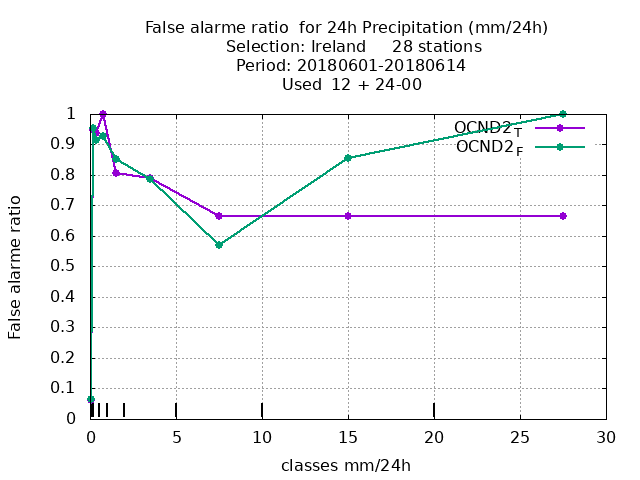 False alarme ratio  for 24h Precipitation (mm/24h)
Selection: Ireland     28 stations
Period: 20180601-20180614
Used  12 + 24-00
OCND2T
OCND2F
False alarme ratio
1
0.9
0.8
0.7
0.6
0.5
0.4
0.3
0.2
0.1
0
0 5 10 15 20 25 30
classes mm/24h